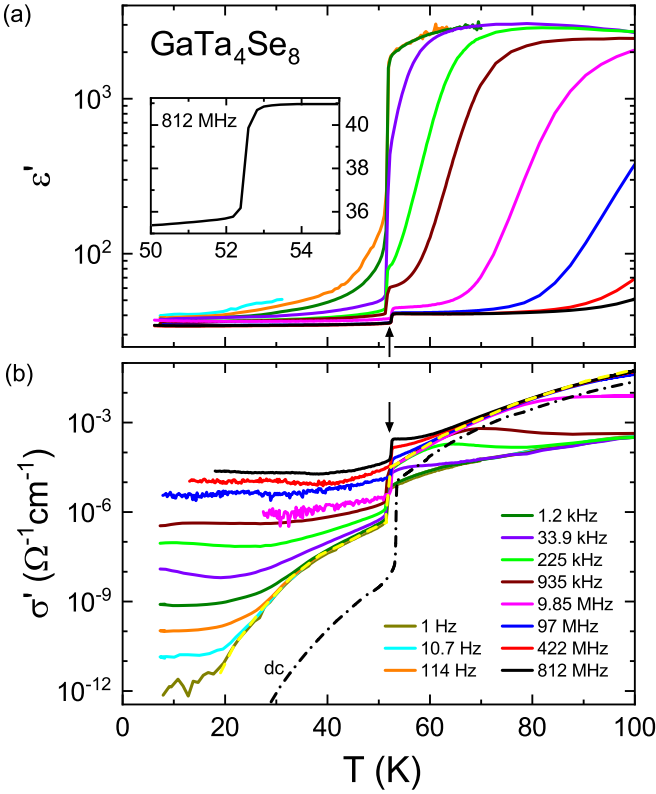 (a)
GaTa₄Se₈
10³
10²
ε'
812 MHz
40
38
36
50 52 54
(b)
10⁻³
10⁻⁶
10⁻⁹
10⁻¹²
σ' (Ω⁻¹cm⁻¹)
dc
1 Hz
10.7 Hz
114 Hz
1.2 kHz
33.9 kHz
225 kHz
935 kHz
9.85 MHz
97 MHz
422 MHz
812 MHz
0 20 40 60 80 100
T (K)